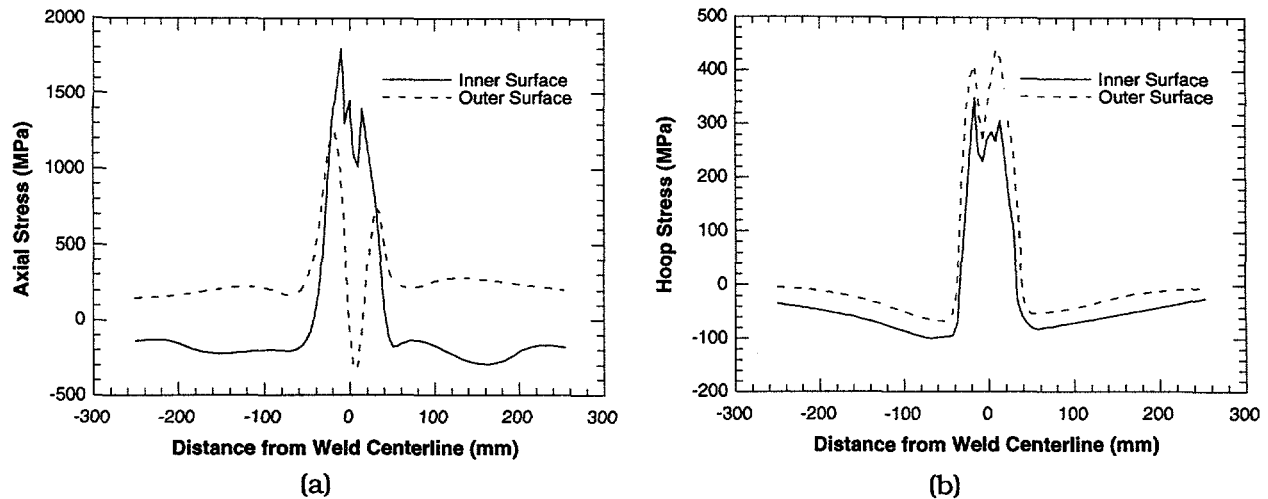 2000
1500
1000
500
0
-500
Axial Stress (MPa)
Inner Surface
Outer Surface
-300 -200 -100 0 100 200 300
Distance from Weld Centerline (mm)
(a)
500
400
300
200
100
0
-100
-200
Hoop Stress (MPa)
Inner Surface
Outer Surface
-300 -200 -100 0 100 200 300
Distance from Weld Centerline (mm)
(b)